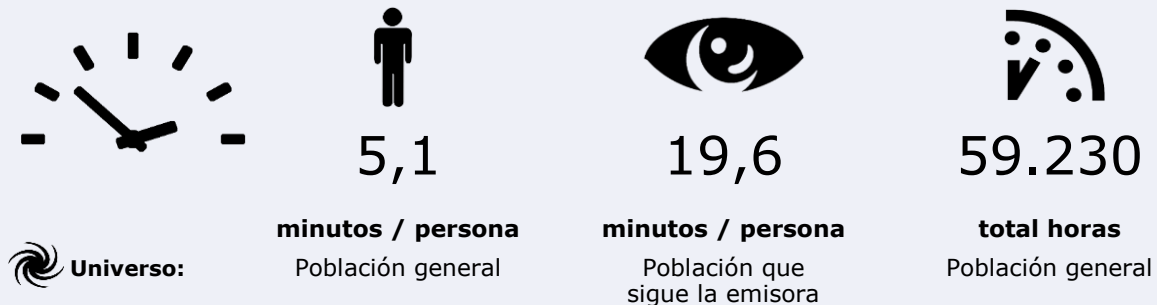 5,1
19,6
59.230
minutos / persona
minutos / persona
total horas
Universo:
Población general
Población que
sigue la emisora
Población general